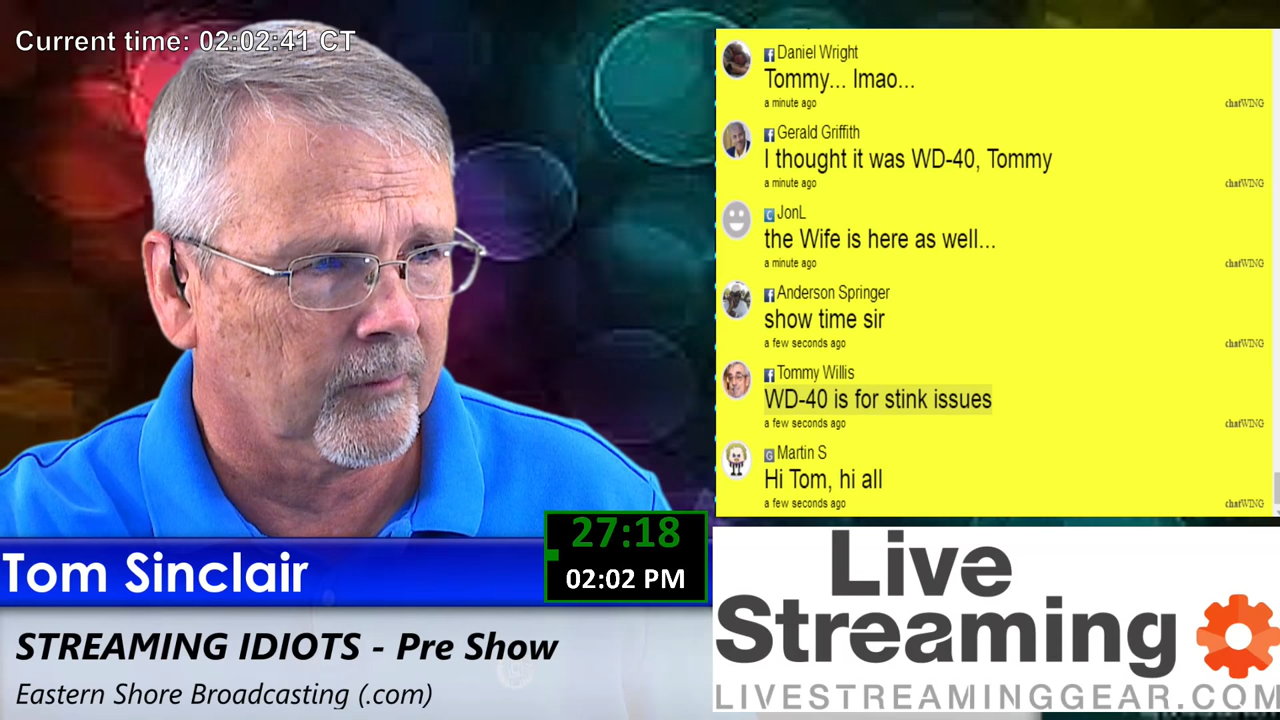 Current time: 02:02:41 CT
Daniel Wright
Tommy... lmao...
a minute ago
chatWING
Gerald Griffith
I thought it was WD-40, Tommy
a minute ago
chatWING
JonL
the Wife is here as well...
a minute ago
chatWING
Anderson Springer
show time sir
a few seconds ago
chatWING
Tommy Willis
WD-40 is for stink issues
a few seconds ago
chatWING
Martin S
Hi Tom, hi all
a few seconds ago
chatWING
27:18
02:02 PM
Tom Sinclair
STREAMING IDIOTS - Pre Show
Eastern Shore Broadcasting (.com)
Live
Streaming
LIVESTREAMINGGEAR.COM